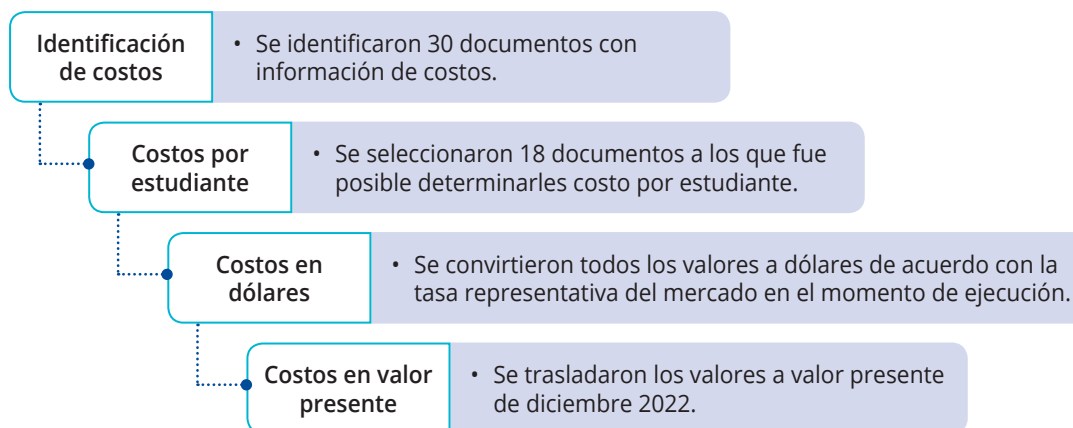 Identificación
de costos
• Se identificaron 30 documentos con
información de costos.
Costos por
estudiante
• Se seleccionaron 18 documentos a los que fue
posible determinarles costo por estudiante.
Costos en
dólares
• Se convirtieron todos los valores a dólares de acuerdo con la
tasa representativa del mercado en el momento de ejecución.
Costos en valor
presente
• Se trasladaron los valores a valor presente
de diciembre 2022.